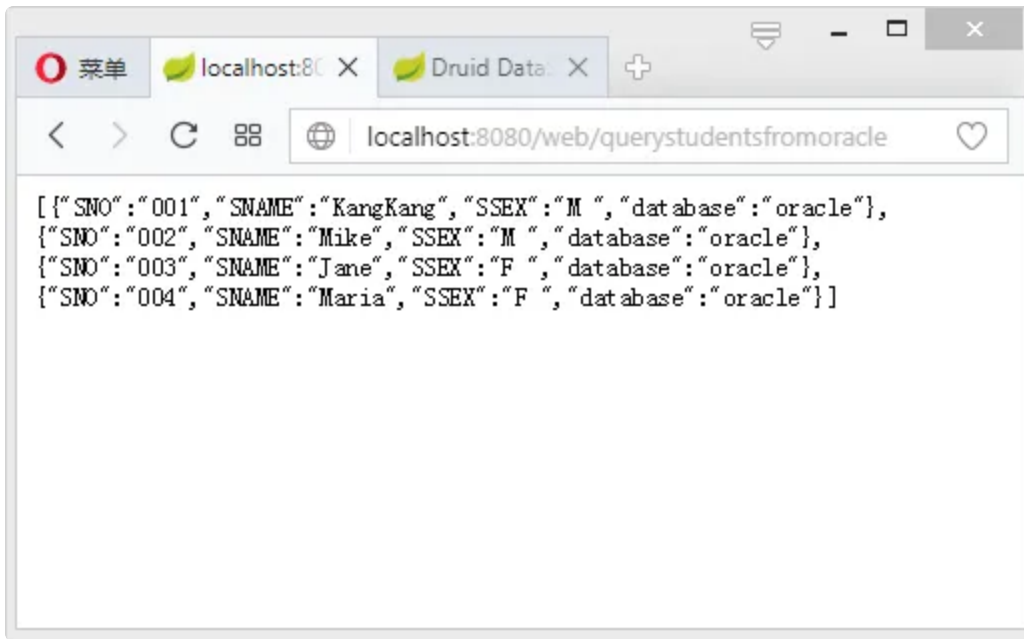 菜单 localhost:80 Druid Data
localhost:8080/web/querystudentsfromoracle
[{"SNO":"001","SNAME":"KangKang","SSEX":"M ","database":"oracle"},
{"SNO":"002","SNAME":"Mike","SSEX":"M ","database":"oracle"},
{"SNO":"003","SNAME":"Jane","SSEX":"F ","database":"oracle"},
{"SNO":"004","SNAME":"Maria","SSEX":"F ","database":"oracle"}]